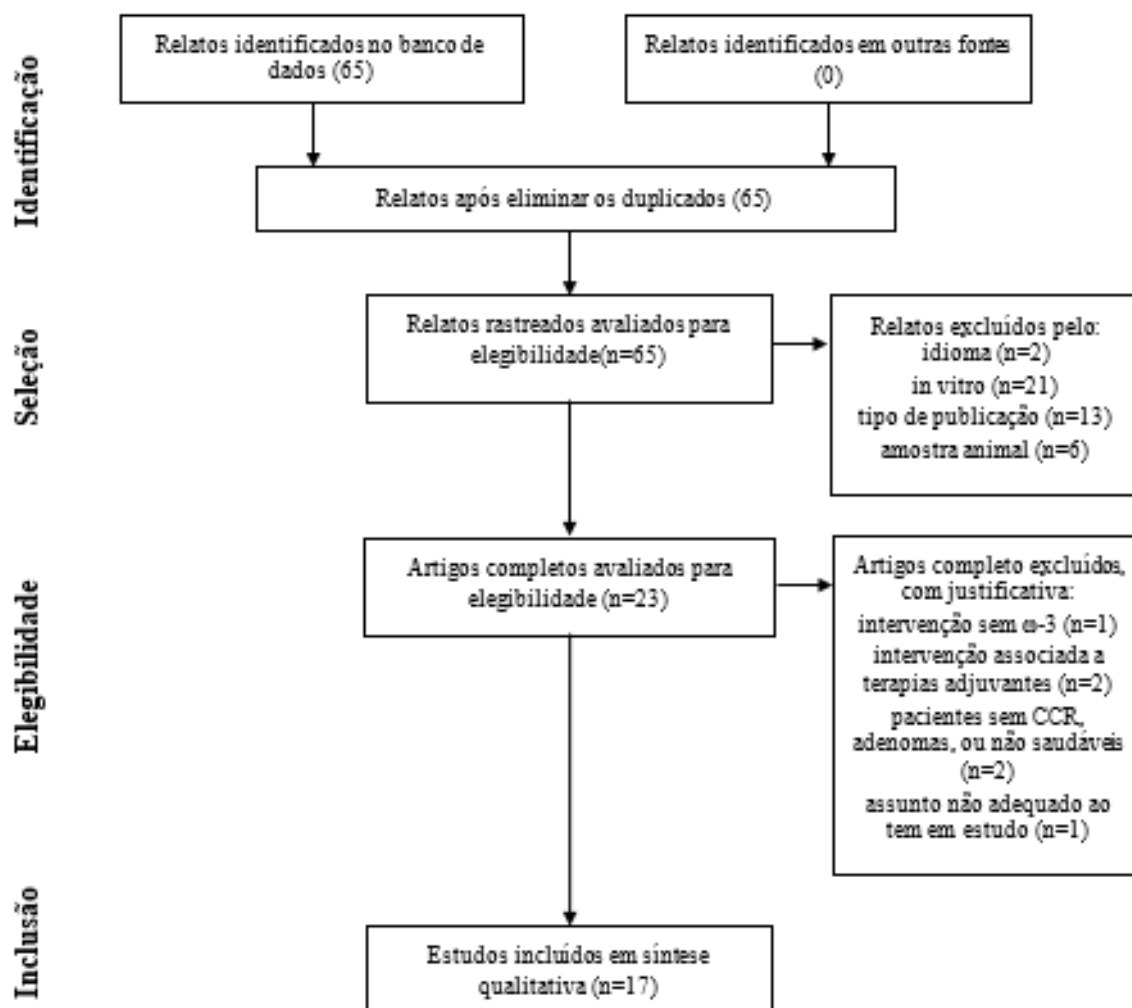 Identificação
Relatos identificados no banco de
dados (65)
Relatos identificados em outras fontes
(0)
Relatos após eliminar os duplicados (65)
Seleção
Relatos rastreados avaliados para
elegibilidade(n=65)
Relatos excluídos pelo:
idioma (n=2)
in vitro (n=21)
tipo de publicação (n=13)
amostra animal (n=6)
Elegibilidade
Artigos completos avaliados para
elegibilidade (n=23)
Artigos completo excluídos,
com justificativa:
intervenção sem ω-3 (n=1)
intervenção associada a
terapias adjuvantes (n=2)
pacientes sem CCR,
adenomas, ou não saudáveis
(n=2)
assunto não adequado ao
tem em estudo (n=1)
Inclusão
Estudos incluídos em síntese
qualitativa (n=17)